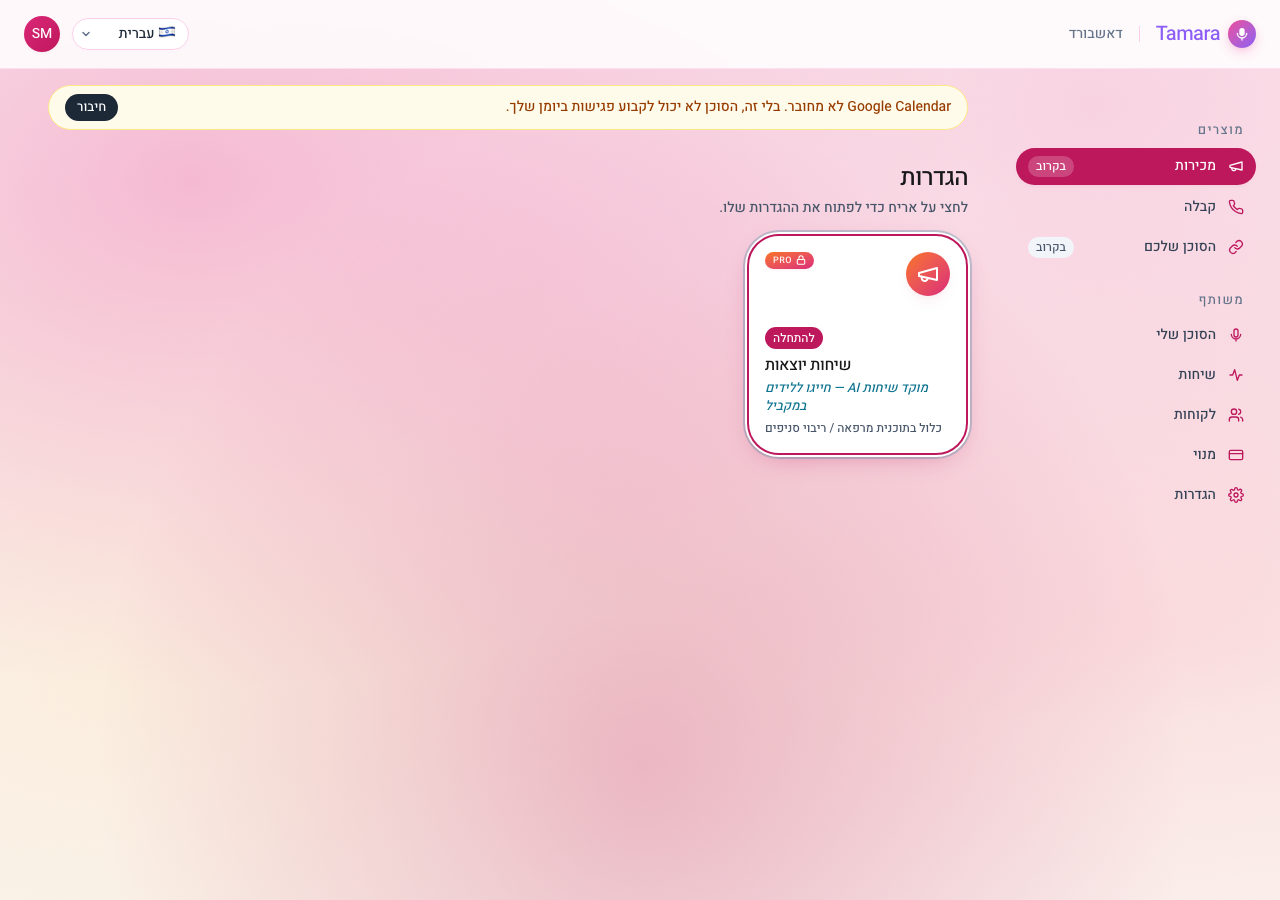 Tamara
דאשבורד
עברית
SM
Google Calendar לא מחובר. בלי זה, הסוכן לא יכול לקבוע פגישות ביומן שלך.
חיבור
מוצרים
מכירות
בקרוב
קבלה
הסוכן שלכם
בקרוב
משותף
הסוכן שלי
שיחות
לקוחות
מנוי
הגדרות
הגדרות
לחצי על אריח כדי לפתוח את ההגדרות שלו.
PRO
להתחלה
שיחות יוצאות
מוקד שיחות AI — חייגו ללידים
במקביל
כלול בתוכנית מרפאה / ריבוי סניפים